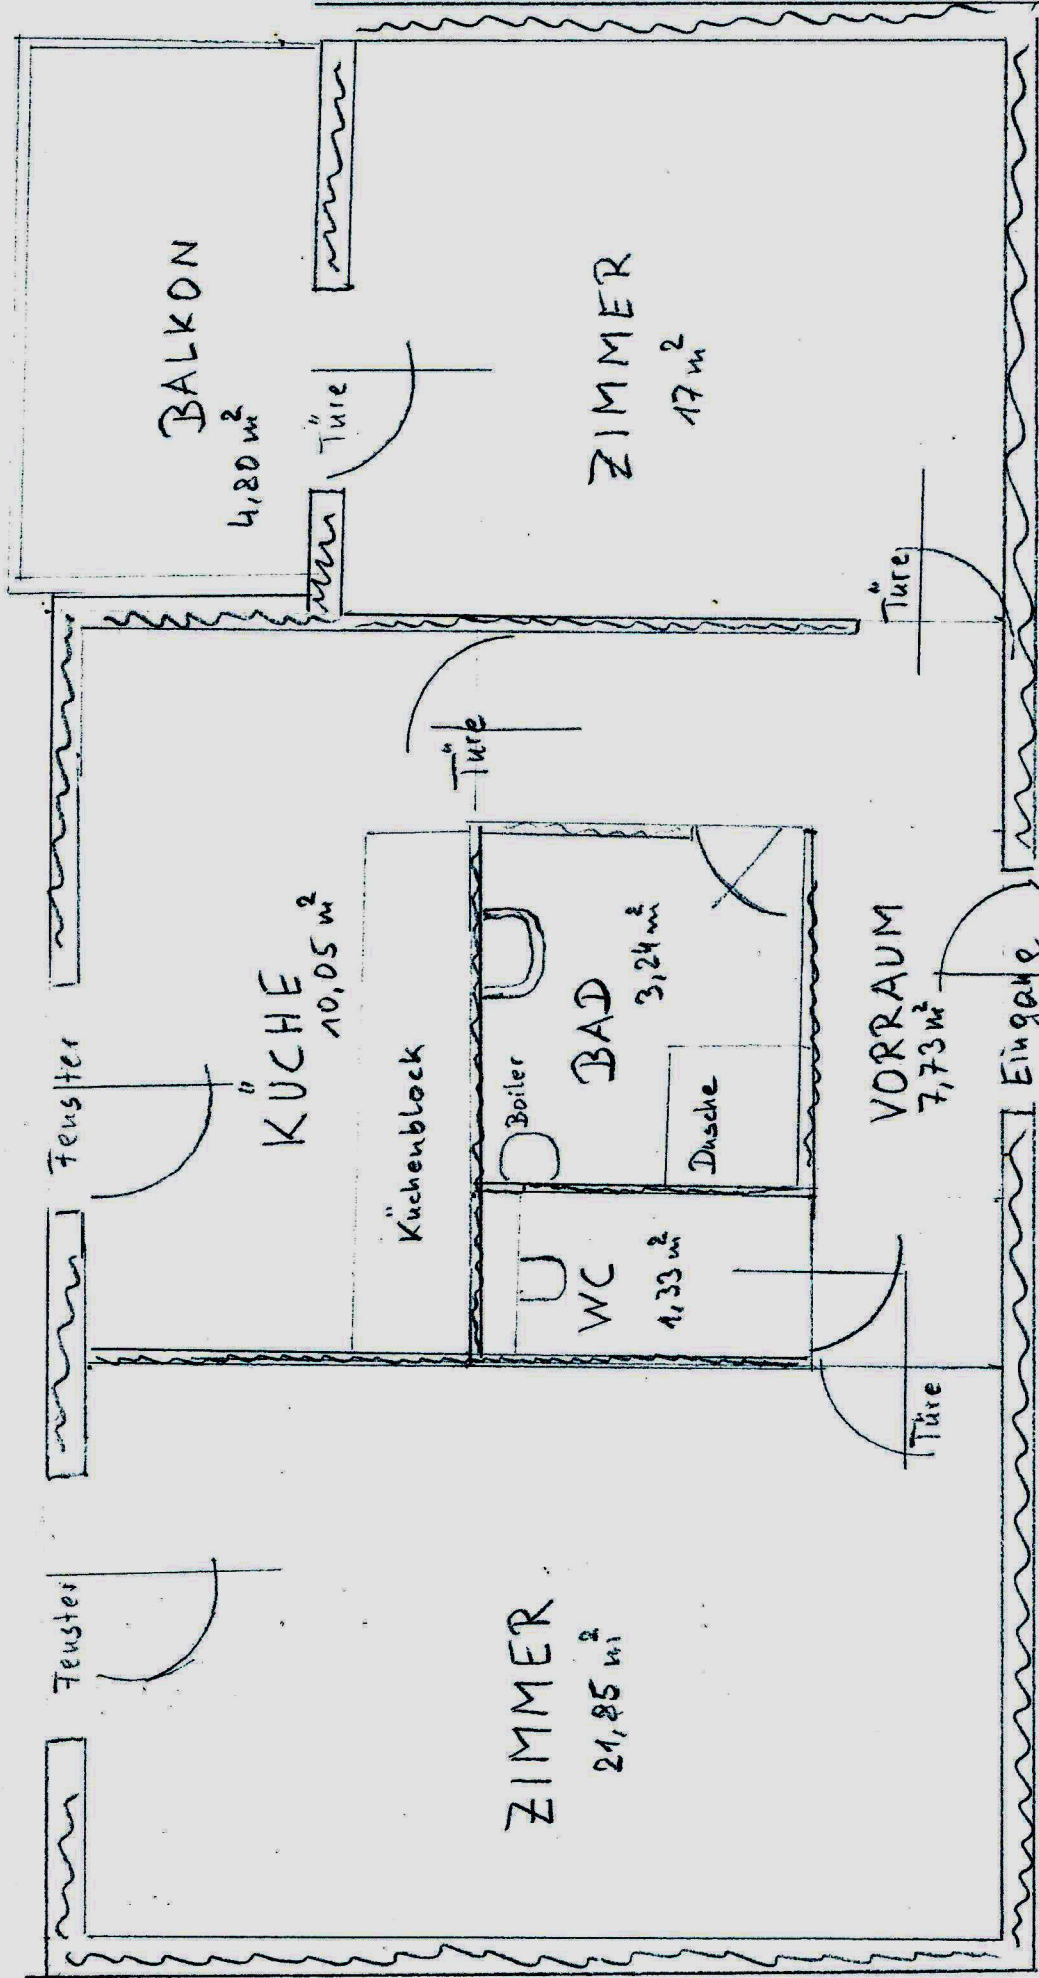 BALKON
4,80 m²
Türe
ZIMMER
17 m²
Türe
Türe
Fenster
KÜCHE
10,05 m²
Küchenblock
Boiler
BAD
3,24 m²
Dusche
WC
1,33 m²
VORRAUM
7,73 m²
Eingang
Türe
Fenster
ZIMMER
21,85 m²